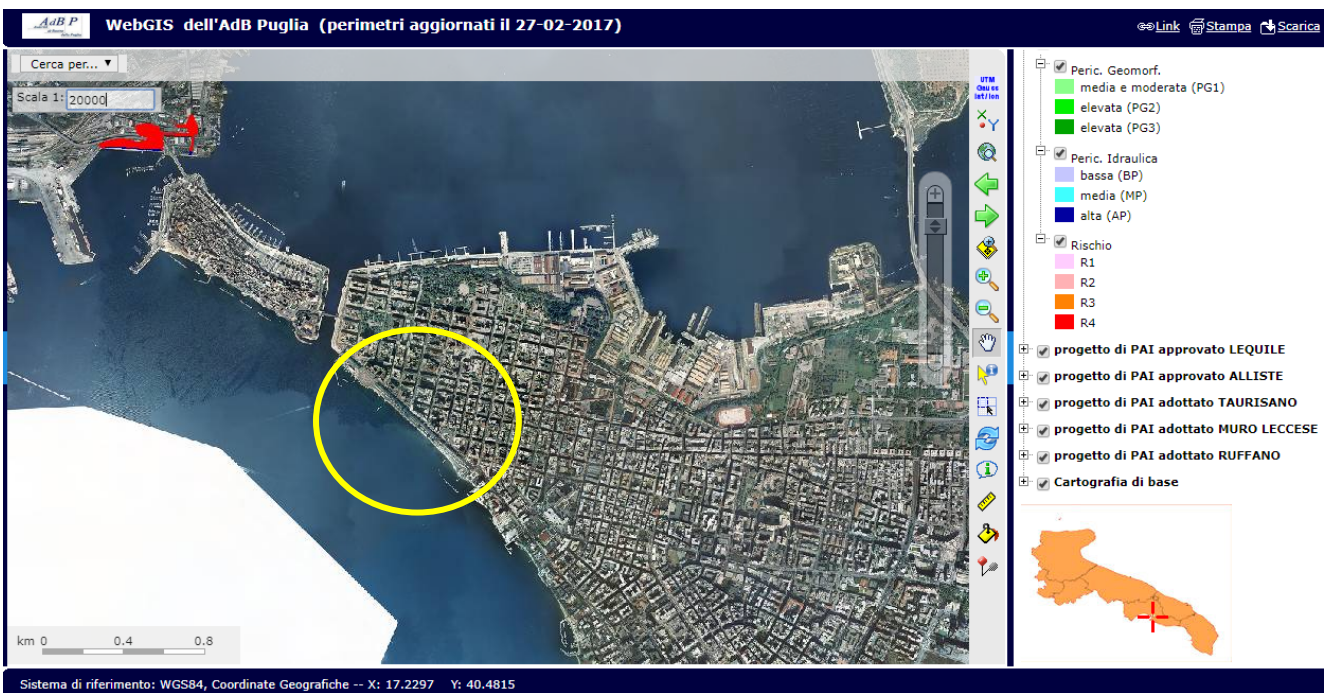 AdB P
WebGIS dell'AdB Puglia (perimetri aggiornati il 27-02-2017)
Link Stampa Scarica
Cerca per... ▼
Scala 1: 20000
UTM
Gauss
lat/lon
X
Y
Peric. Geomorf.
media e moderata (PG1)
elevata (PG2)
elevata (PG3)
Peric. Idraulica
bassa (BP)
media (MP)
alta (AP)
Rischio
R1
R2
R3
R4
progetto di PAI approvato LEQUILE
progetto di PAI approvato ALLISTE
progetto di PAI adottato TAURISANO
progetto di PAI adottato MURO LECCESE
progetto di PAI adottato RUFFANO
Cartografia di base
km 0 0.4 0.8
Sistema di riferimento: WGS84, Coordinate Geografiche -- X: 17.2297 Y: 40.4815